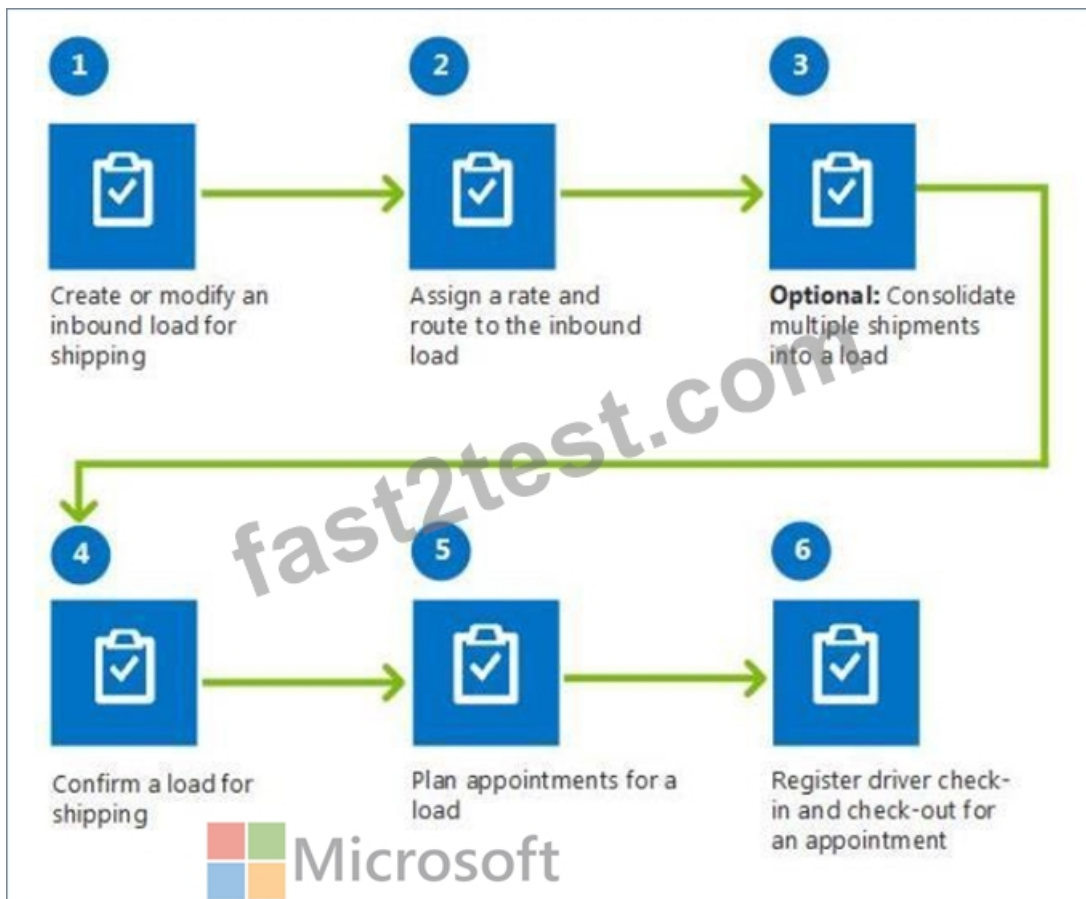 1
2
3
Create or modify an
inbound load for
shipping
Assign a rate and
route to the inbound
load
Optional: Consolidate
multiple shipments
into a load
fast2test.com
4
5
6
Confirm a load for
shipping
Plan appointments for a
load
Register driver check-
in and check-out for
an appointment
Microsoft